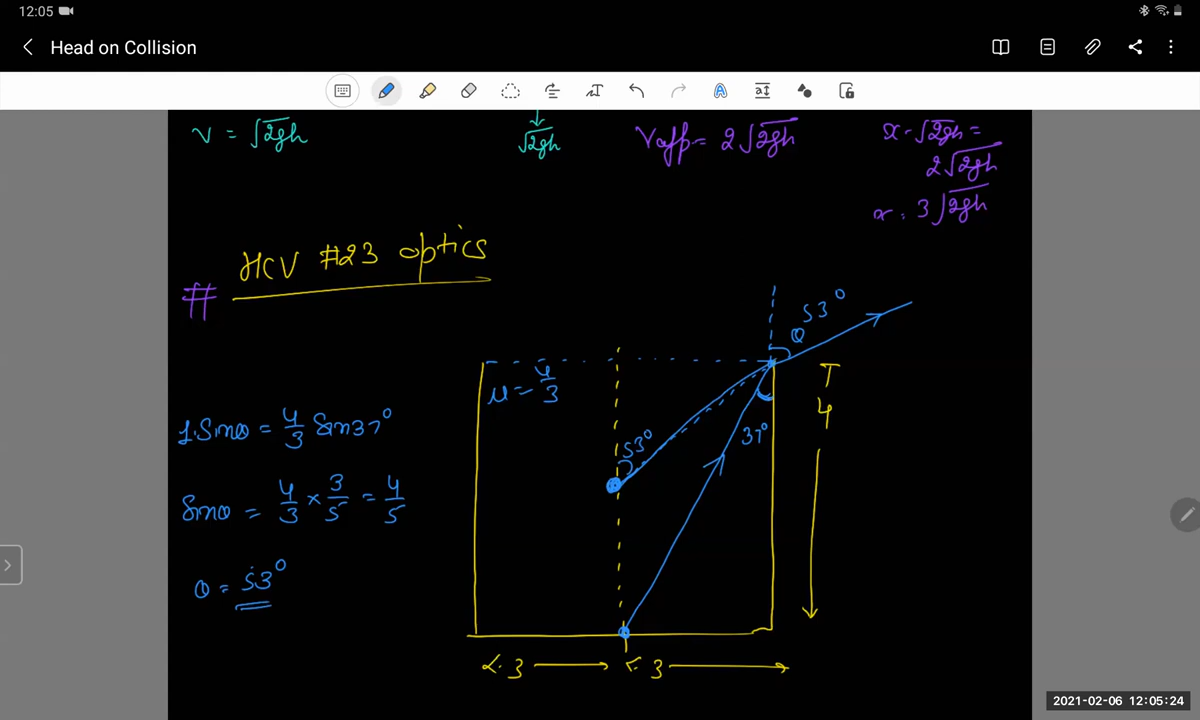 12:05
Head on Collision
v = √2gh
√2gh
Vapp = 2√2gh
x - √2gh =
2√2gh
x = 3√2gh
# HCV #23 optics
53°
θ
μ = 4/3
T
4
1.Sinθ = 4/3 Sin37°
53°
37°
Sinθ = 4/3 × 3/5 = 4/5
θ = 53°
3
3
2021-02-06 12:05:24